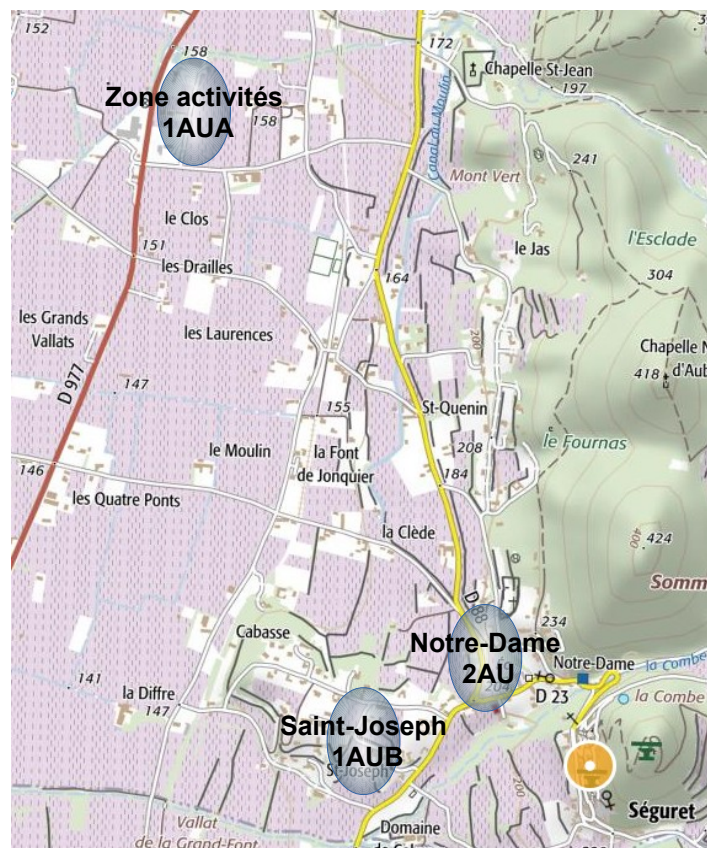 152
158
172
Chapelle St-Jean
197
Zone activités
1AUA
158
Canal du Moulin
241
Mont Vert
le Clos
l'Esclade
151
le Jas
les Drailles
164
304
les Grands
Vallats
les Laurences
200
Chapelle N
d'Aub
418
D 977
147
155
St-Quenin
208
le Fournas
le Moulin
la Font
de Jonquier
146
184
les Quatre Ponts
la Clède
400
424
Somm
D 88
234
Cabasse
Notre-Dame
2AU
Notre-Dame
la Combe
204
D 23
141
la Diffre
147
la Combe
Saint-Joseph
1AUB
St-Joseph
200
Séguret
Vallat
de la Grand-Font
Domaine
230